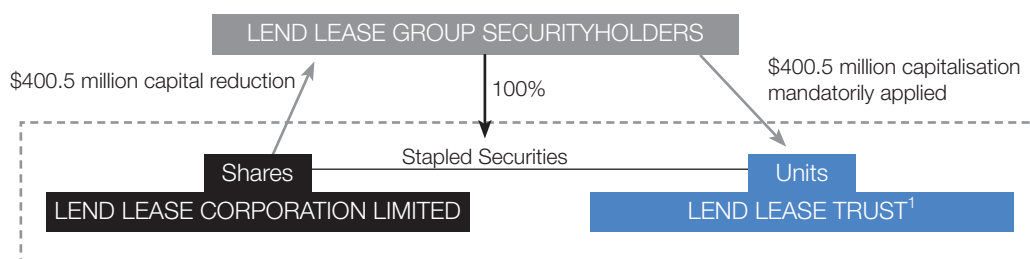 LEND LEASE GROUP SECURITYHOLDERS
$400.5 million capital reduction
100%
$400.5 million capitalisation
mandatorily applied
Stapled Securities
Shares
Units
LEND LEASE CORPORATION LIMITED
LEND LEASE TRUST¹